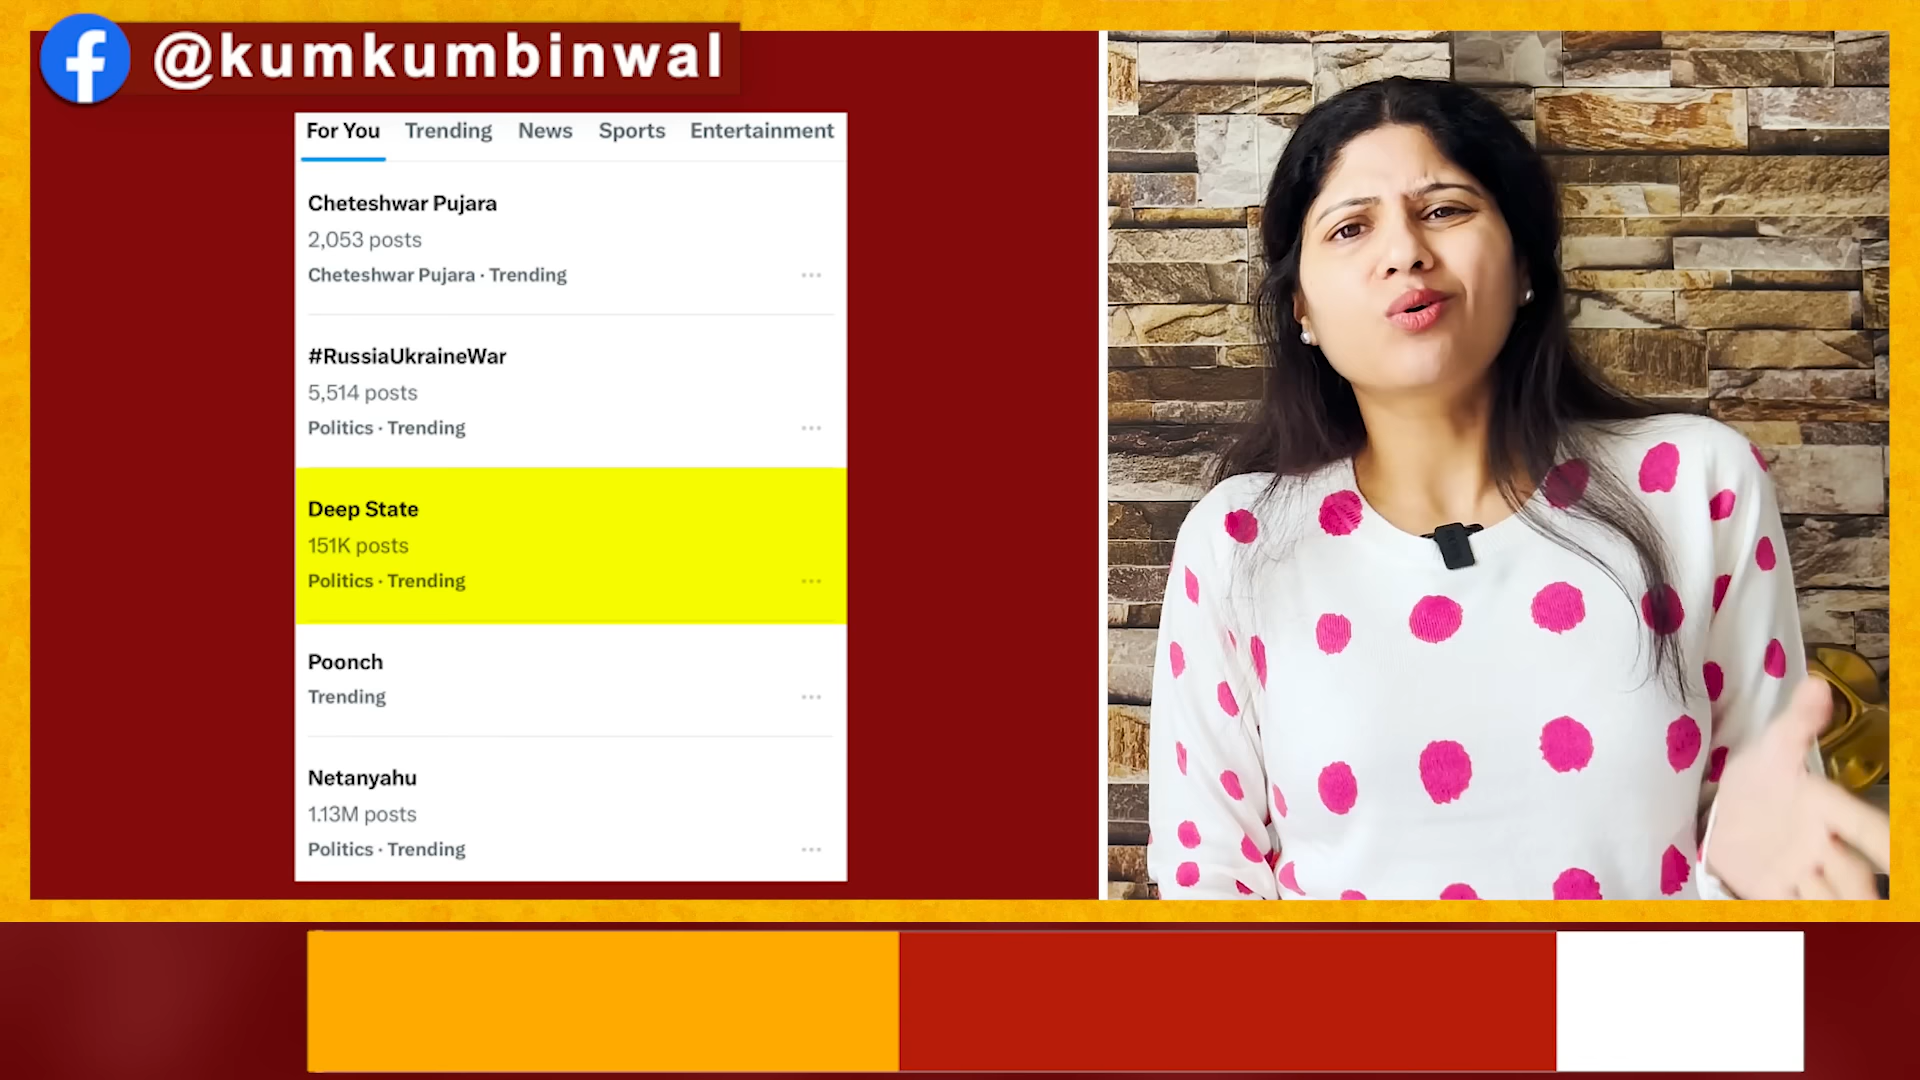 @kumkumbinwal
For You Trending News Sports Entertainment
Cheteshwar Pujara
2,053 posts
Cheteshwar Pujara · Trending
#RussiaUkraineWar
5,514 posts
Politics · Trending
Deep State
151K posts
Politics · Trending
Poonch
Trending
Netanyahu
1.13M posts
Politics · Trending